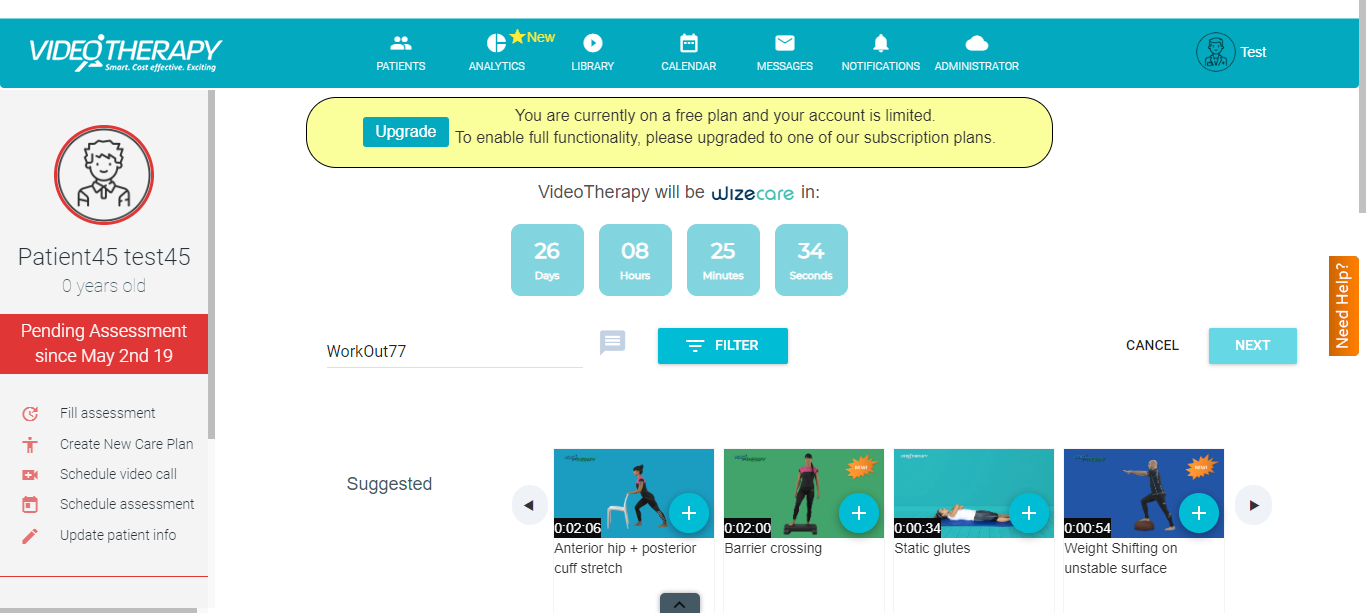 VIDEOTHERAPY
Smart. Cost effective. Exciting
PATIENTS
New
ANALYTICS
LIBRARY
CALENDAR
MESSAGES
NOTIFICATIONS
ADMINISTRATOR
Test
Patient45 test45
0 years old
Pending Assessment
since May 2nd 19
Fill assessment
Create New Care Plan
Schedule video call
Schedule assessment
Update patient info
You are currently on a free plan and your account is limited.
Upgrade
To enable full functionality, please upgraded to one of our subscription plans.
VideoTherapy will be wizecare in:
26 08 25 34
Days Hours Minutes Seconds
Need Help?
WorkOut77
FILTER
CANCEL
NEXT
Suggested
0:02:06
Anterior hip + posterior
cuff stretch
NEW!
0:02:00
Barrier crossing
0:00:34
Static glutes
NEW!
0:00:54
Weight Shifting on
unstable surface